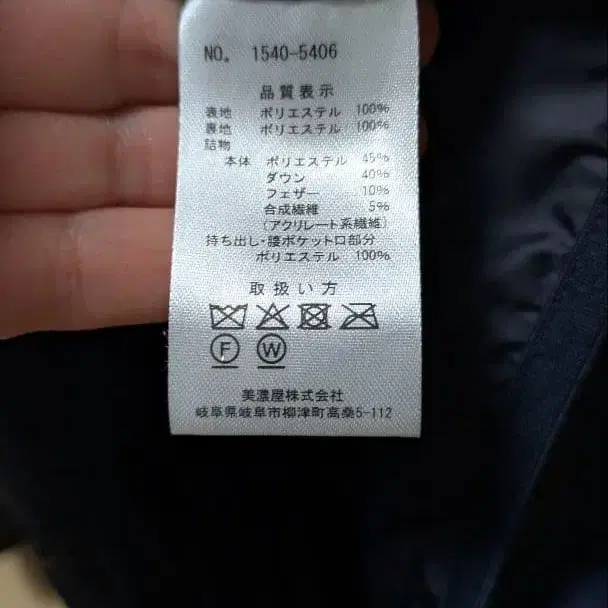 NO. 1540-5406
品質表示
表地 ポリエステル 100%
裏地 ポリエステル 100%
詰物
本体 ポリエステル 45%
ダウン 40%
フェザー 10%
合成繊維 5%
(アクリレート系繊維)
持ち出し・腰ポケット口部分
ポリエステル 100%
取扱い方
F W
美濃屋株式会社
岐阜県岐阜市柳津町高桑5-112